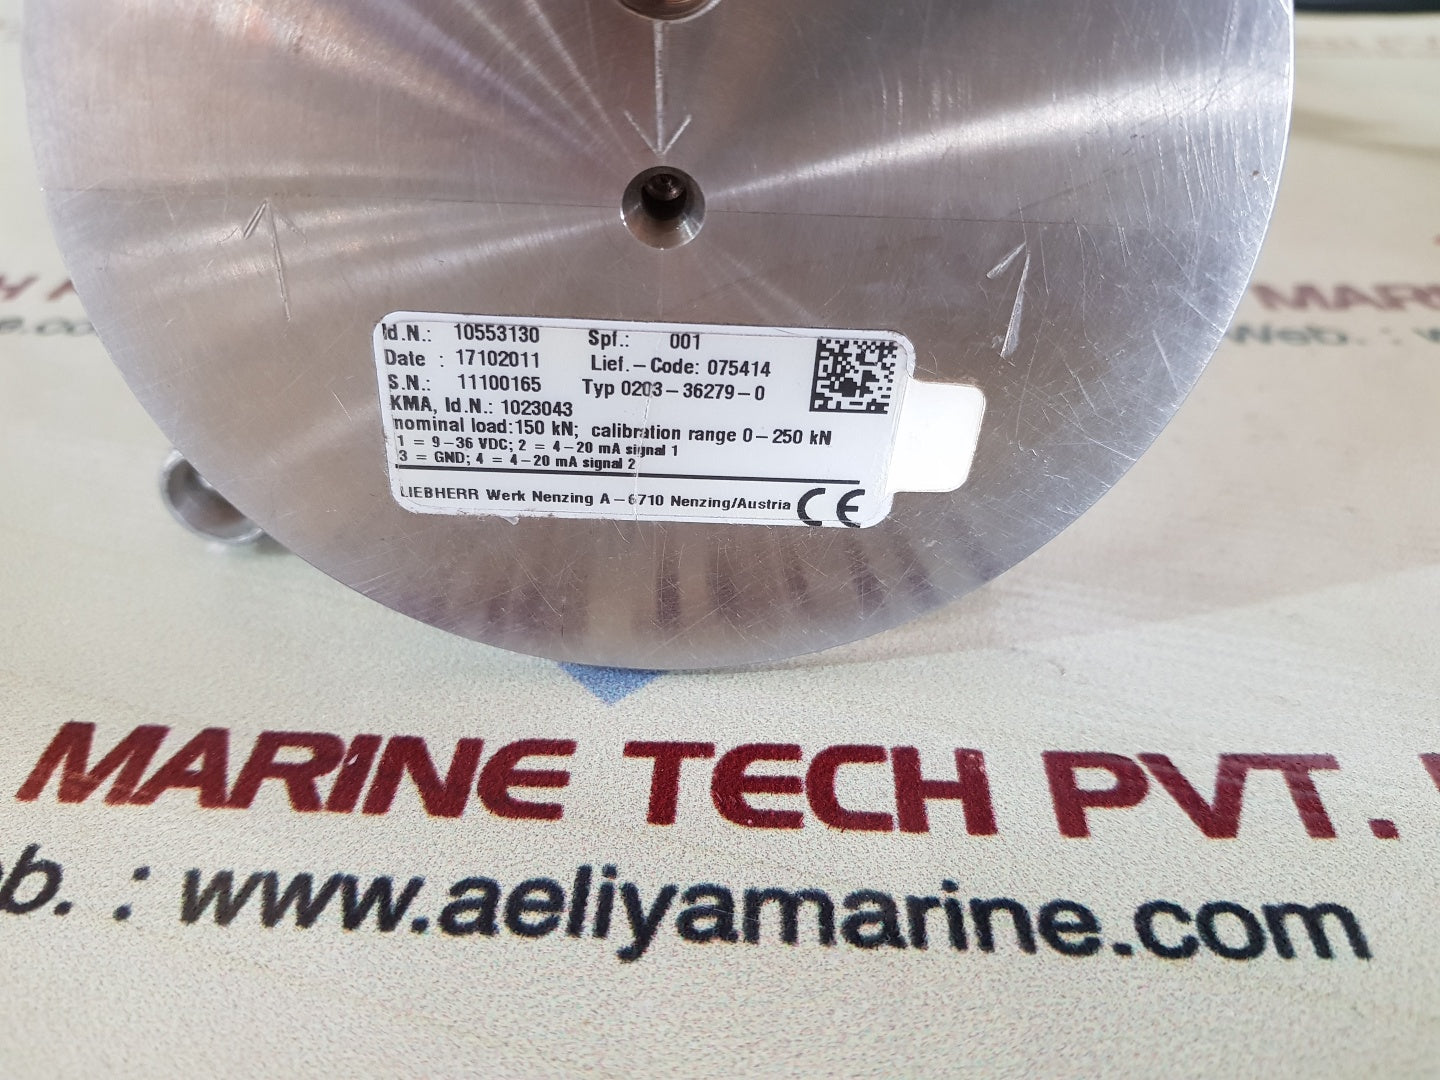 Id.N.: 10553130 Spf.: 001
Date : 17102011 Lief.-Code: 075414
S.N.: 11100165 Typ 0203-36279-0
KMA, Id.N.: 1023043
nominal load:150 kN; calibration range 0-250 kN
1 = 9-36 VDC; 2 = 4-20 mA signal 1
3 = GND; 4 = 4-20 mA signal 2
LIEBHERR Werk Nenzing A-6710 Nenzing/Austria CE
MAR
Web. :
MARINE TECH PVT.
eb. : www.aeliyamarine.com